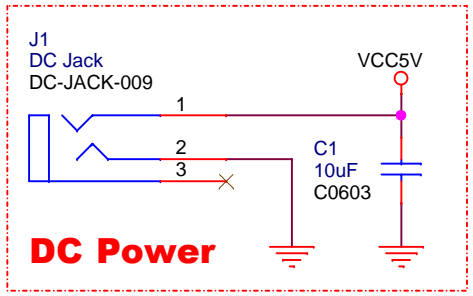 J1
DC Jack
DC-JACK-009
VCC5V
1
2
3
C1
10uF
C0603
DC Power